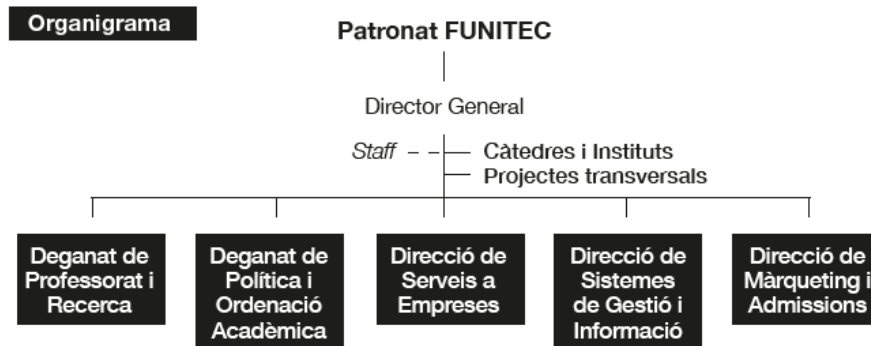 Organigrama
Patronat FUNITEC
Director General
Staff
Càtedres i Instituts
Projectes transversals
Deganat de
Professorat i
Recerca
Deganat de
Política i
Ordenació
Acadèmica
Direcció de
Serveis a
Empreses
Direcció de
Sistemes
de Gestió i
Informació
Direcció de
Màrqueting i
Admissions